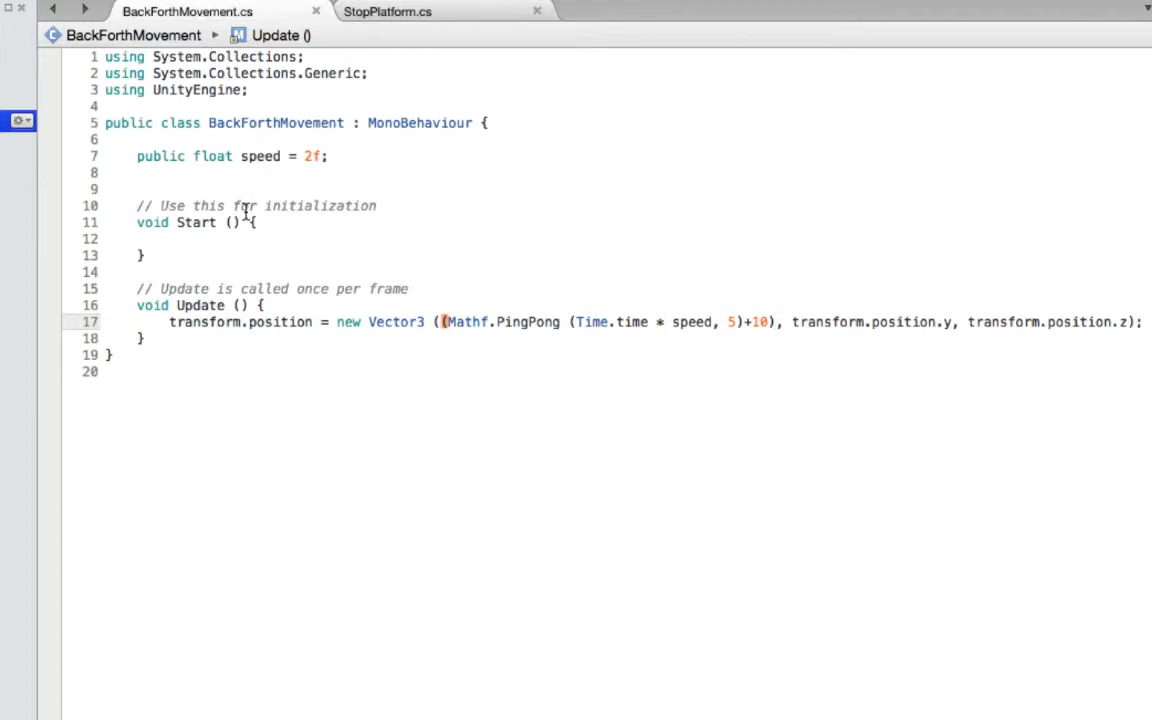 BackForthMovement.cs
StopPlatform.cs
BackForthMovement
Update ()
1 using System.Collections;
2 using System.Collections.Generic;
3 using UnityEngine;
4
5 public class BackForthMovement : MonoBehaviour {
6
7 public float speed = 2f;
8
9
10 // Use this for initialization
11 void Start () {
12
13 }
14
15 // Update is called once per frame
16 void Update () {
17 transform.position = new Vector3 ((Mathf.PingPong (Time.time * speed, 5)+10), transform.position.y, transform.position.z);
18 }
19 }
20